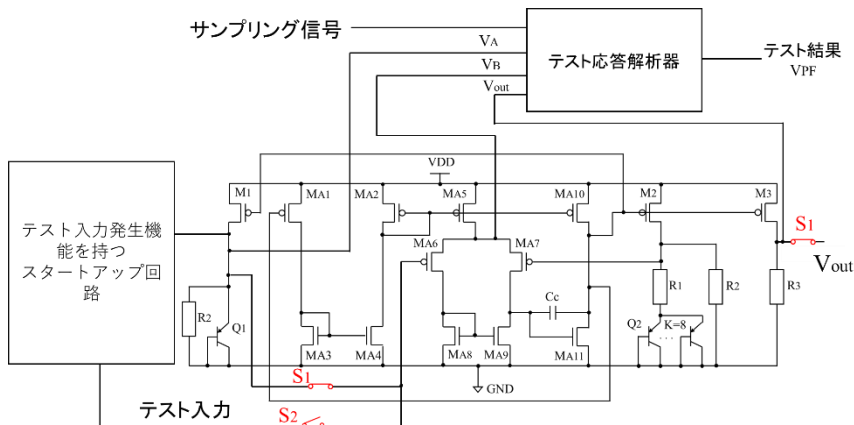 サンプリング信号
VA
VB
Vout
テスト応答解析器
テスト結果
VPF
VDD
M1
MA1
MA2
MA5
MA10
M2
M3
S1
Vout
テスト入力発生機
能を持つ
スタートアップ回
路
MA6
MA7
R2
Q1
MA3
MA4
MA8
MA9
Cc
MA11
R1
R2
R3
Q2
K=8
S1
GND
テスト入力
S2